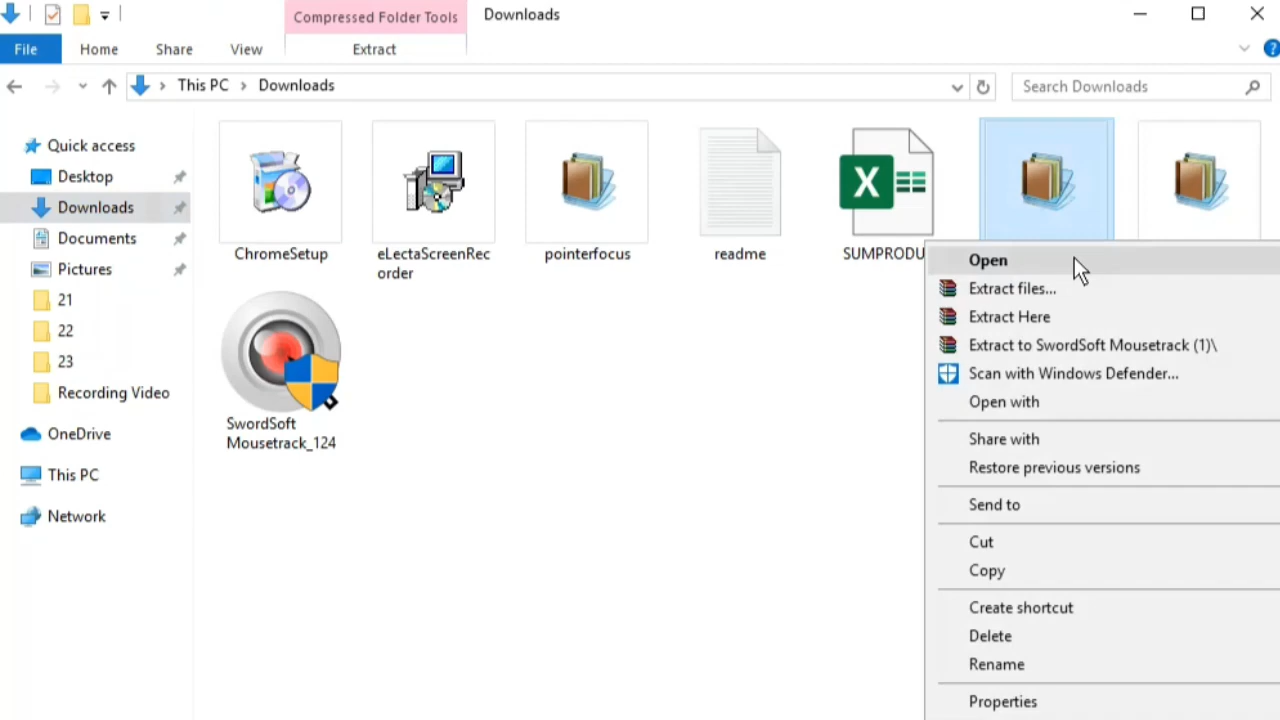 Compressed Folder Tools
Downloads
File
Home
Share
View
Extract
This PC
Downloads
Search Downloads
?
Quick access
Desktop
Downloads
Documents
Pictures
21
22
23
Recording Video
OneDrive
This PC
Network
ChromeSetup
eLectaScreenRec
order
pointerfocus
readme
X
SUMPRODU
SwordSoft
Mousetrack_124
Open
Extract files...
Extract Here
Extract to SwordSoft Mousetrack (1)\
Scan with Windows Defender...
Open with
Share with
Restore previous versions
Send to
Cut
Copy
Create shortcut
Delete
Rename
Properties